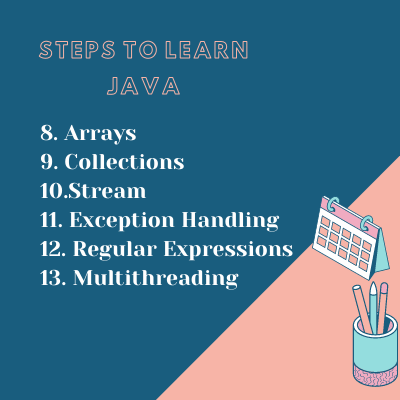 STEPS TO LEARN
JAVA
8. Arrays
9. Collections
10.Stream
11. Exception Handling
12. Regular Expressions
13. Multithreading